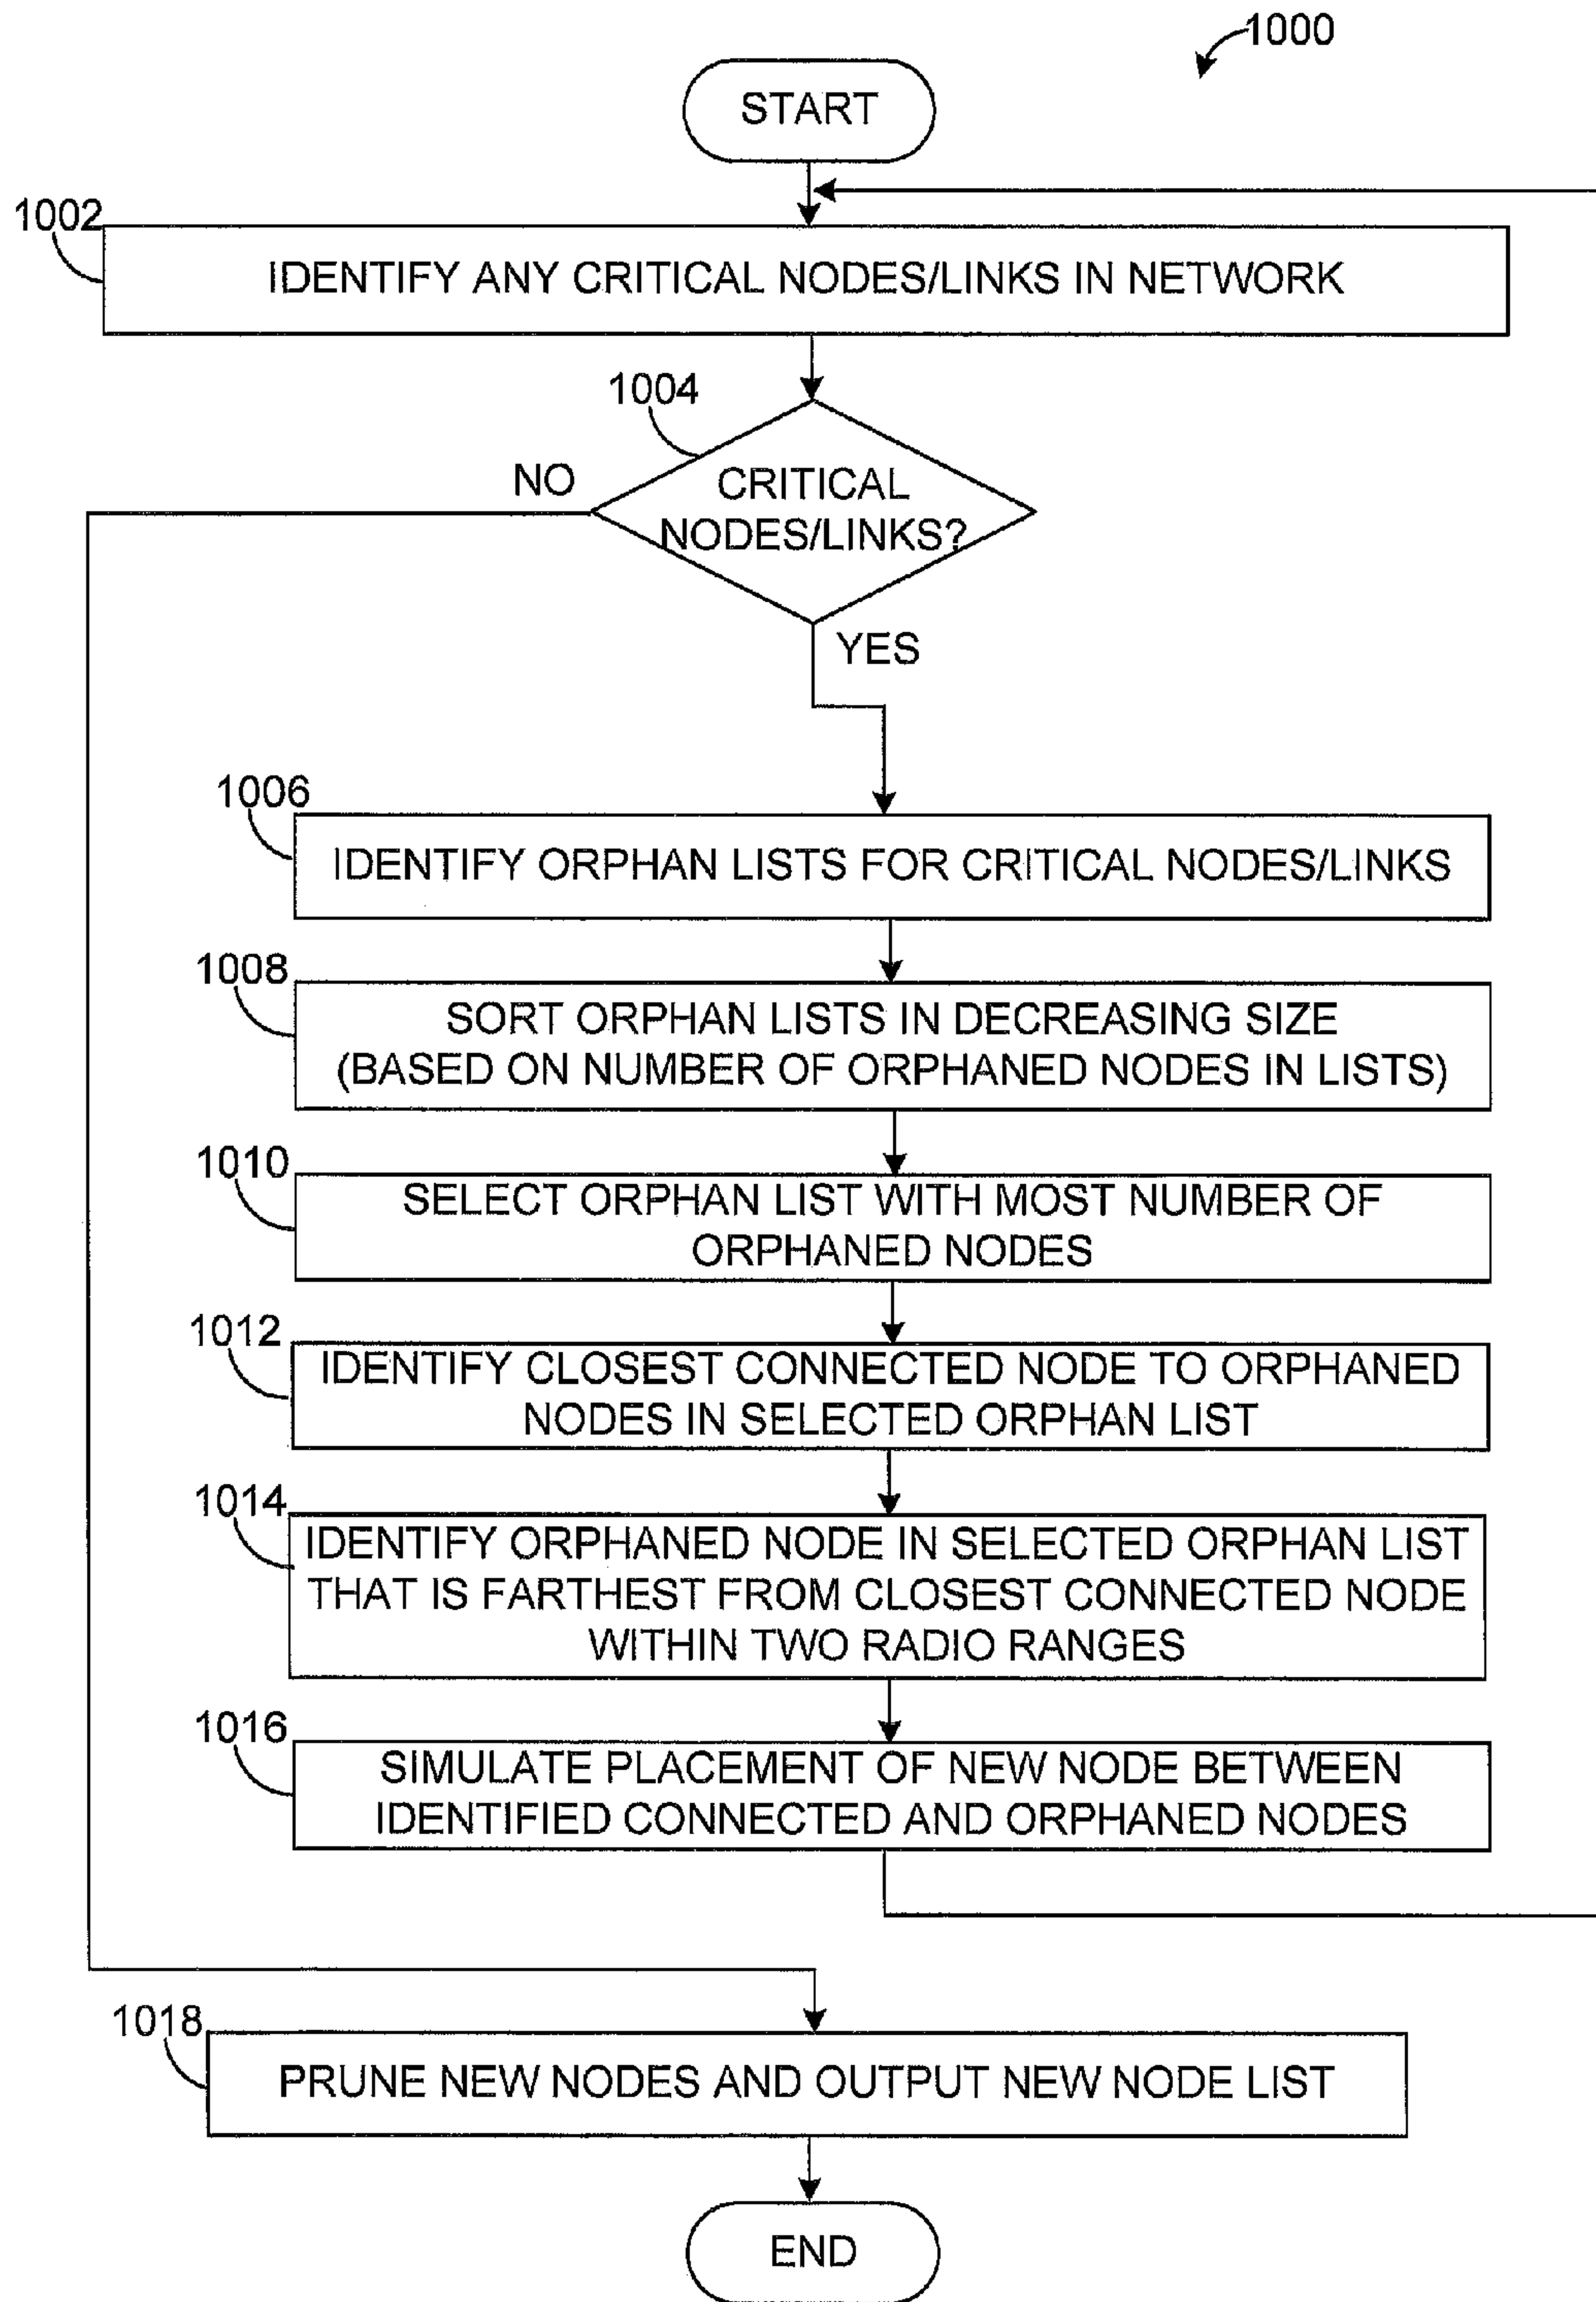 1000
START
1002
IDENTIFY ANY CRITICAL NODES/LINKS IN NETWORK
1004
NO
CRITICAL
NODES/LINKS?
YES
1006
IDENTIFY ORPHAN LISTS FOR CRITICAL NODES/LINKS
1008
SORT ORPHAN LISTS IN DECREASING SIZE
(BASED ON NUMBER OF ORPHANED NODES IN LISTS)
1010
SELECT ORPHAN LIST WITH MOST NUMBER OF
ORPHANED NODES
1012
IDENTIFY CLOSEST CONNECTED NODE TO ORPHANED
NODES IN SELECTED ORPHAN LIST
1014
IDENTIFY ORPHANED NODE IN SELECTED ORPHAN LIST
THAT IS FARTHEST FROM CLOSEST CONNECTED NODE
WITHIN TWO RADIO RANGES
1016
SIMULATE PLACEMENT OF NEW NODE BETWEEN
IDENTIFIED CONNECTED AND ORPHANED NODES
1018
PRUNE NEW NODES AND OUTPUT NEW NODE LIST
END